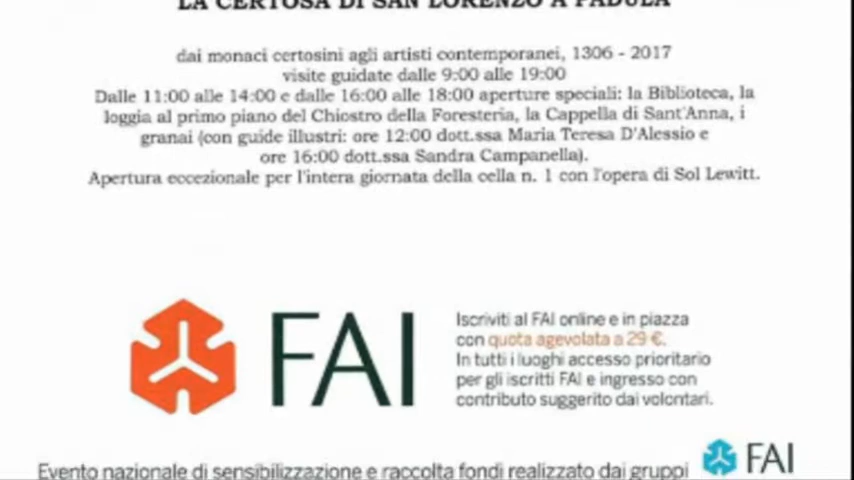 LA CERTOSA DI SAN LORENZO A PADULA
dai monaci certosini agli artisti contemporanei, 1306 - 2017
visite guidate dalle 9:00 alle 19:00
Dalle 11:00 alle 14:00 e dalle 16:00 alle 18:00 aperture speciali: la Biblioteca, la
loggia al primo piano del Chiostro della Foresteria, la Cappella di Sant'Anna, i
granai (con guide illustri: ore 12:00 dott.ssa Maria Teresa D'Alessio e
ore 16:00 dott.ssa Sandra Campanella).
Apertura eccezionale per l'intera giornata della cella n. 1 con l'opera di Sol Lewitt.
FAI
Iscriviti al FAI online e in piazza
con quota agevolata a 29 €.
In tutti i luoghi accesso prioritario
per gli iscritti FAI e ingresso con
contributo suggerito dai volontari.
Evento nazionale di sensibilizzazione e raccolta fondi realizzato dai gruppi FAI